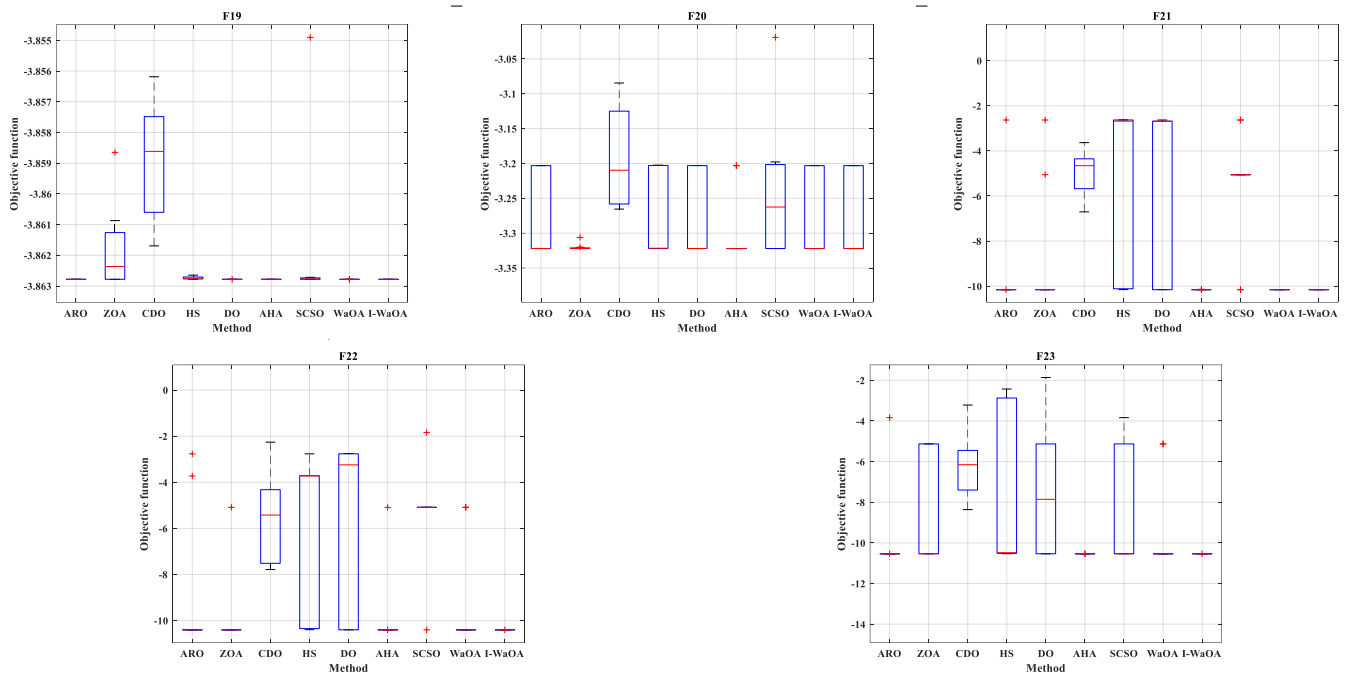 F19
-3.855
-3.856
-3.857
-3.858
-3.859
-3.86
-3.861
-3.862
-3.863
Objective function
ARO ZOA CDO HS DO AHA SCSO WaOA I-WaOA
Method
F20
-3.05
-3.1
-3.15
-3.2
-3.25
-3.3
-3.35
Objective function
ARO ZOA CDO HS DO AHA SCSO WaOA I-WaOA
Method
F21
0
-2
-4
-6
-8
-10
Objective function
ARO ZOA CDO HS DO AHA SCSO WaOA I-WaOA
Method
F22
0
-2
-4
-6
-8
-10
Objective function
ARO ZOA CDO HS DO AHA SCSO WaOA I-WaOA
Method
F23
-2
-4
-6
-8
-10
-12
-14
Objective function
ARO ZOA CDO HS DO AHA SCSO WaOA I-WaOA
Method